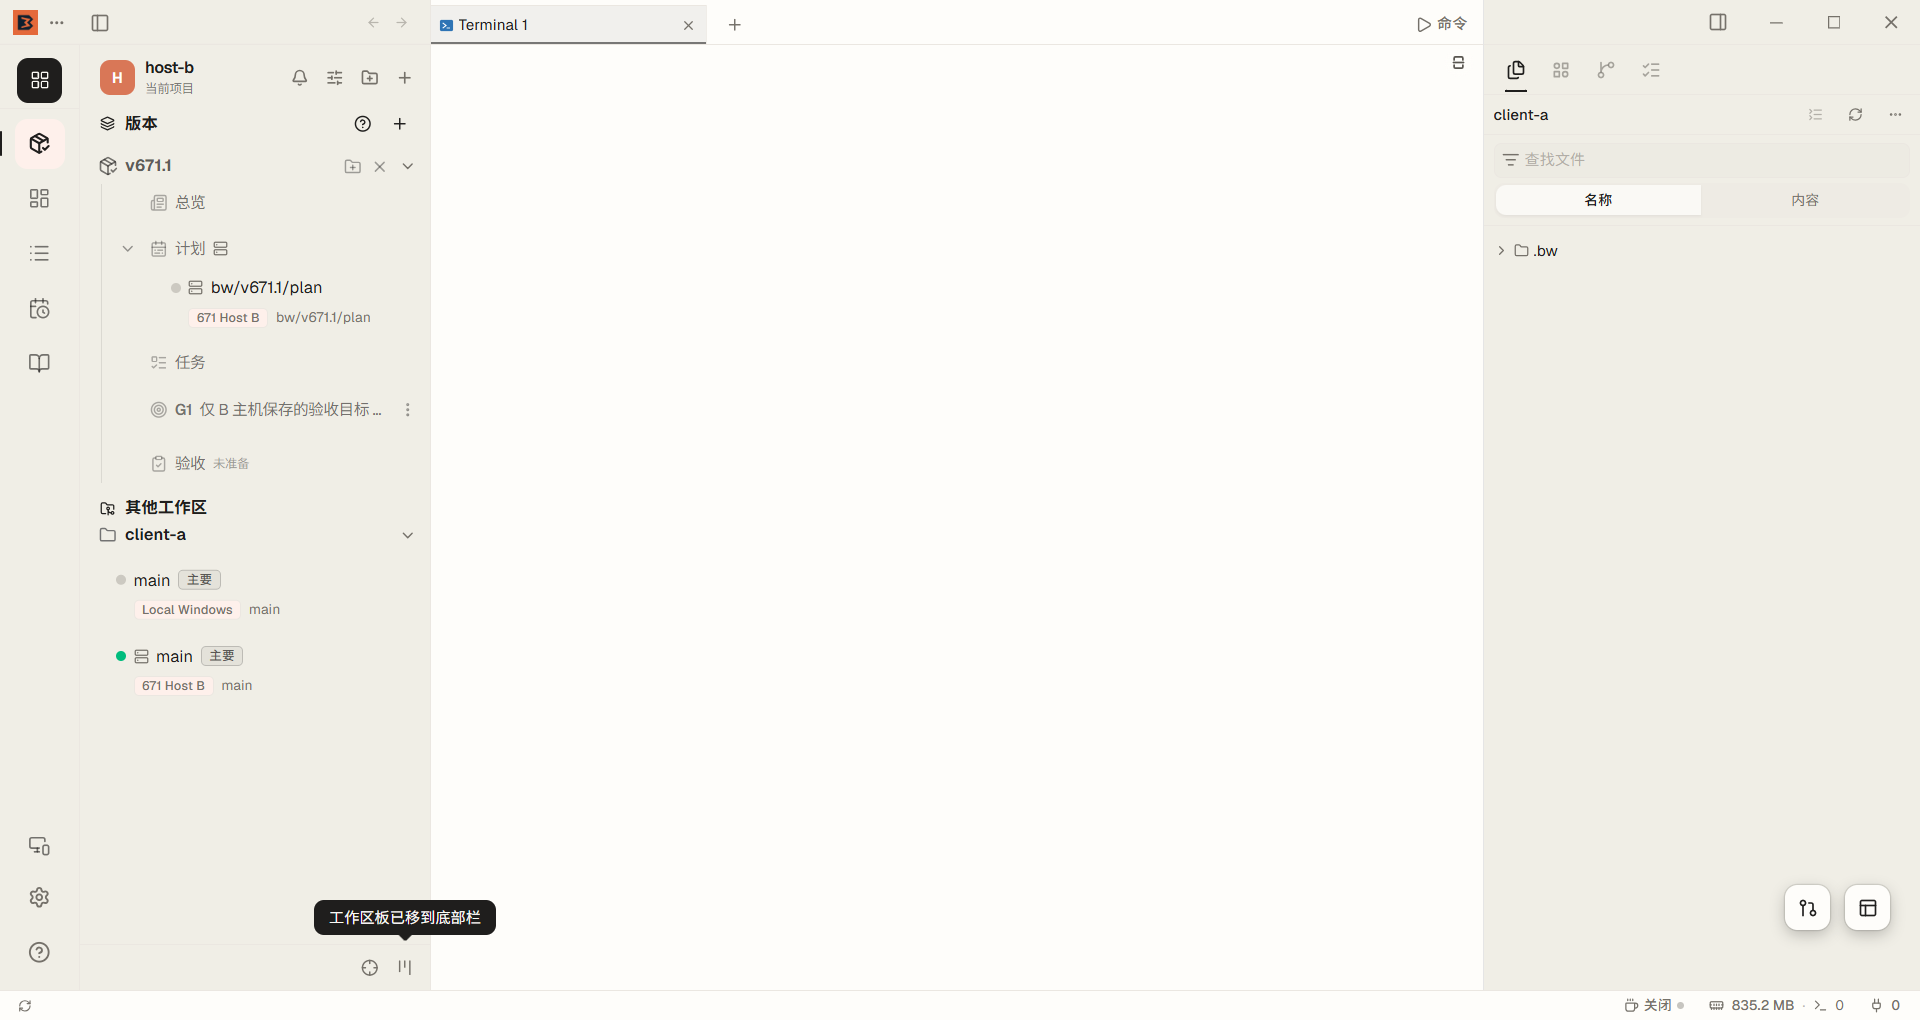 Terminal 1
命令
H
host-b
当前项目
版本
v671.1
总览
计划
bw/v671.1/plan
671 Host B
bw/v671.1/plan
任务
G1 仅 B 主机保存的验收目标 ...
验收 未准备
其他工作区
client-a
main 主要
Local Windows main
main 主要
671 Host B main
工作区板已移到底部栏
client-a
查找文件
名称
内容
.bw
关闭
835.2 MB · 0
0